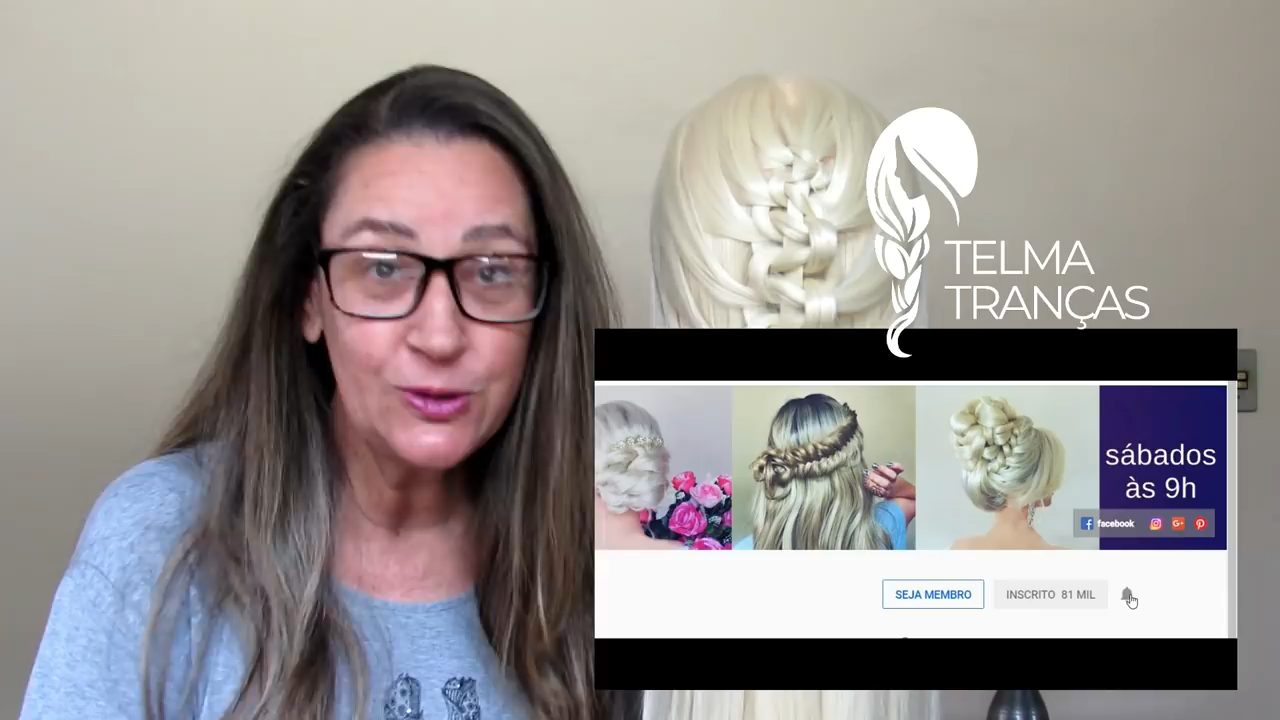 TELMA
TRANÇAS
sábados
às 9h
facebook
SEJA MEMBRO
INSCRITO 81 MIL